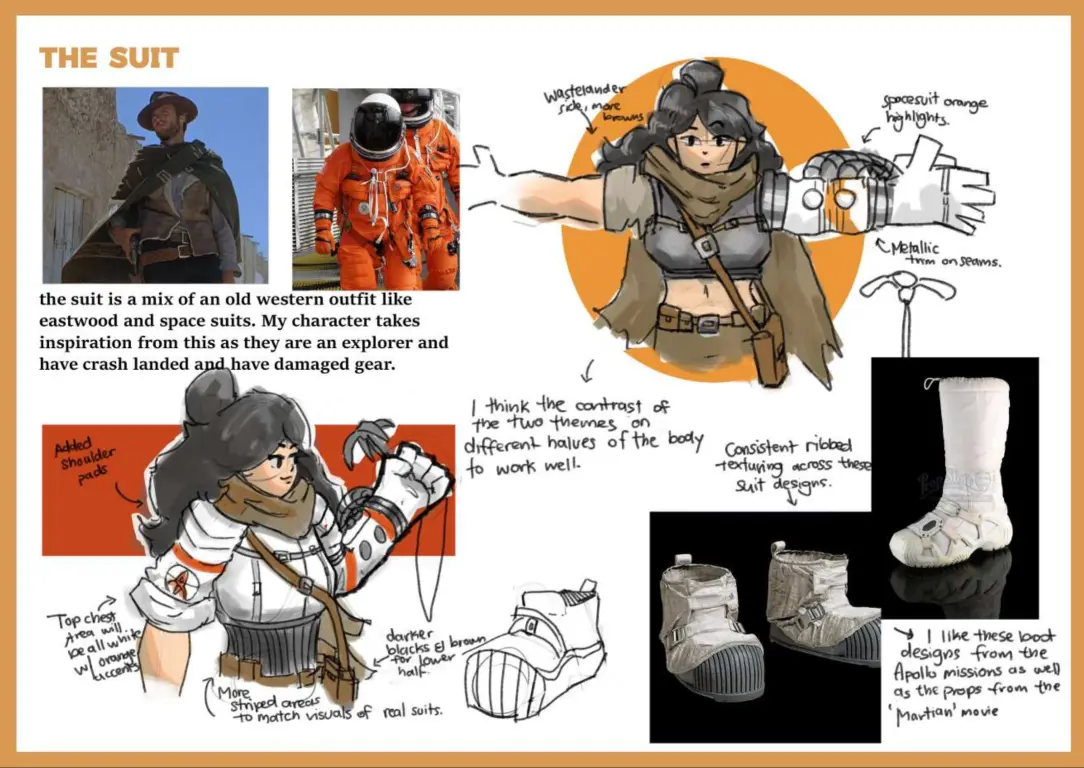 THE SUIT
the suit is a mix of an old western outfit like
eastwood and space suits. My character takes
inspiration from this as they are an explorer and
have crash landed and have damaged gear.
Wastelander
side, more
browns
spacesuit orange
highlights.
Metallic
trim on seams.
I think the contrast of
the two themes on
different halves of the body
to work well.
Added
shoulder
pads
Top chest
area will
be all white
w/ orange
accents
More
striped areas
to match visuals of real suits.
darker
blacks & brown
for lower
half.
Consistent ribbed
texturing across these
suit designs.
I like these boot
designs from the
Apollo missions as well
as the props from the
'Martian' movie